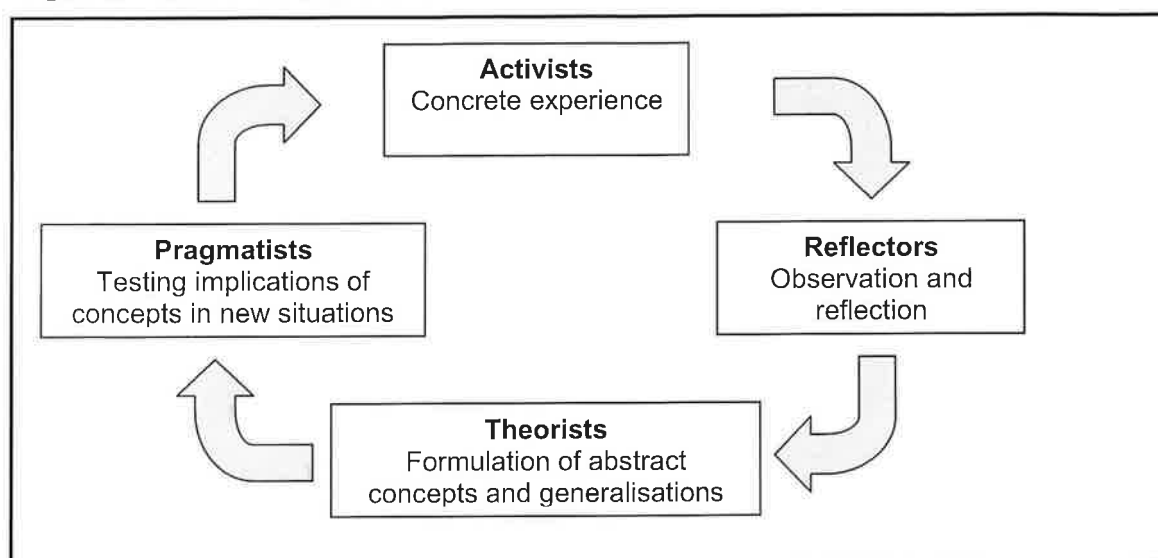 Activists
Concrete experience
Reflectors
Observation and
reflection
Theorists
Formulation of abstract
concepts and generalisations
Pragmatists
Testing implications of
concepts in new situations